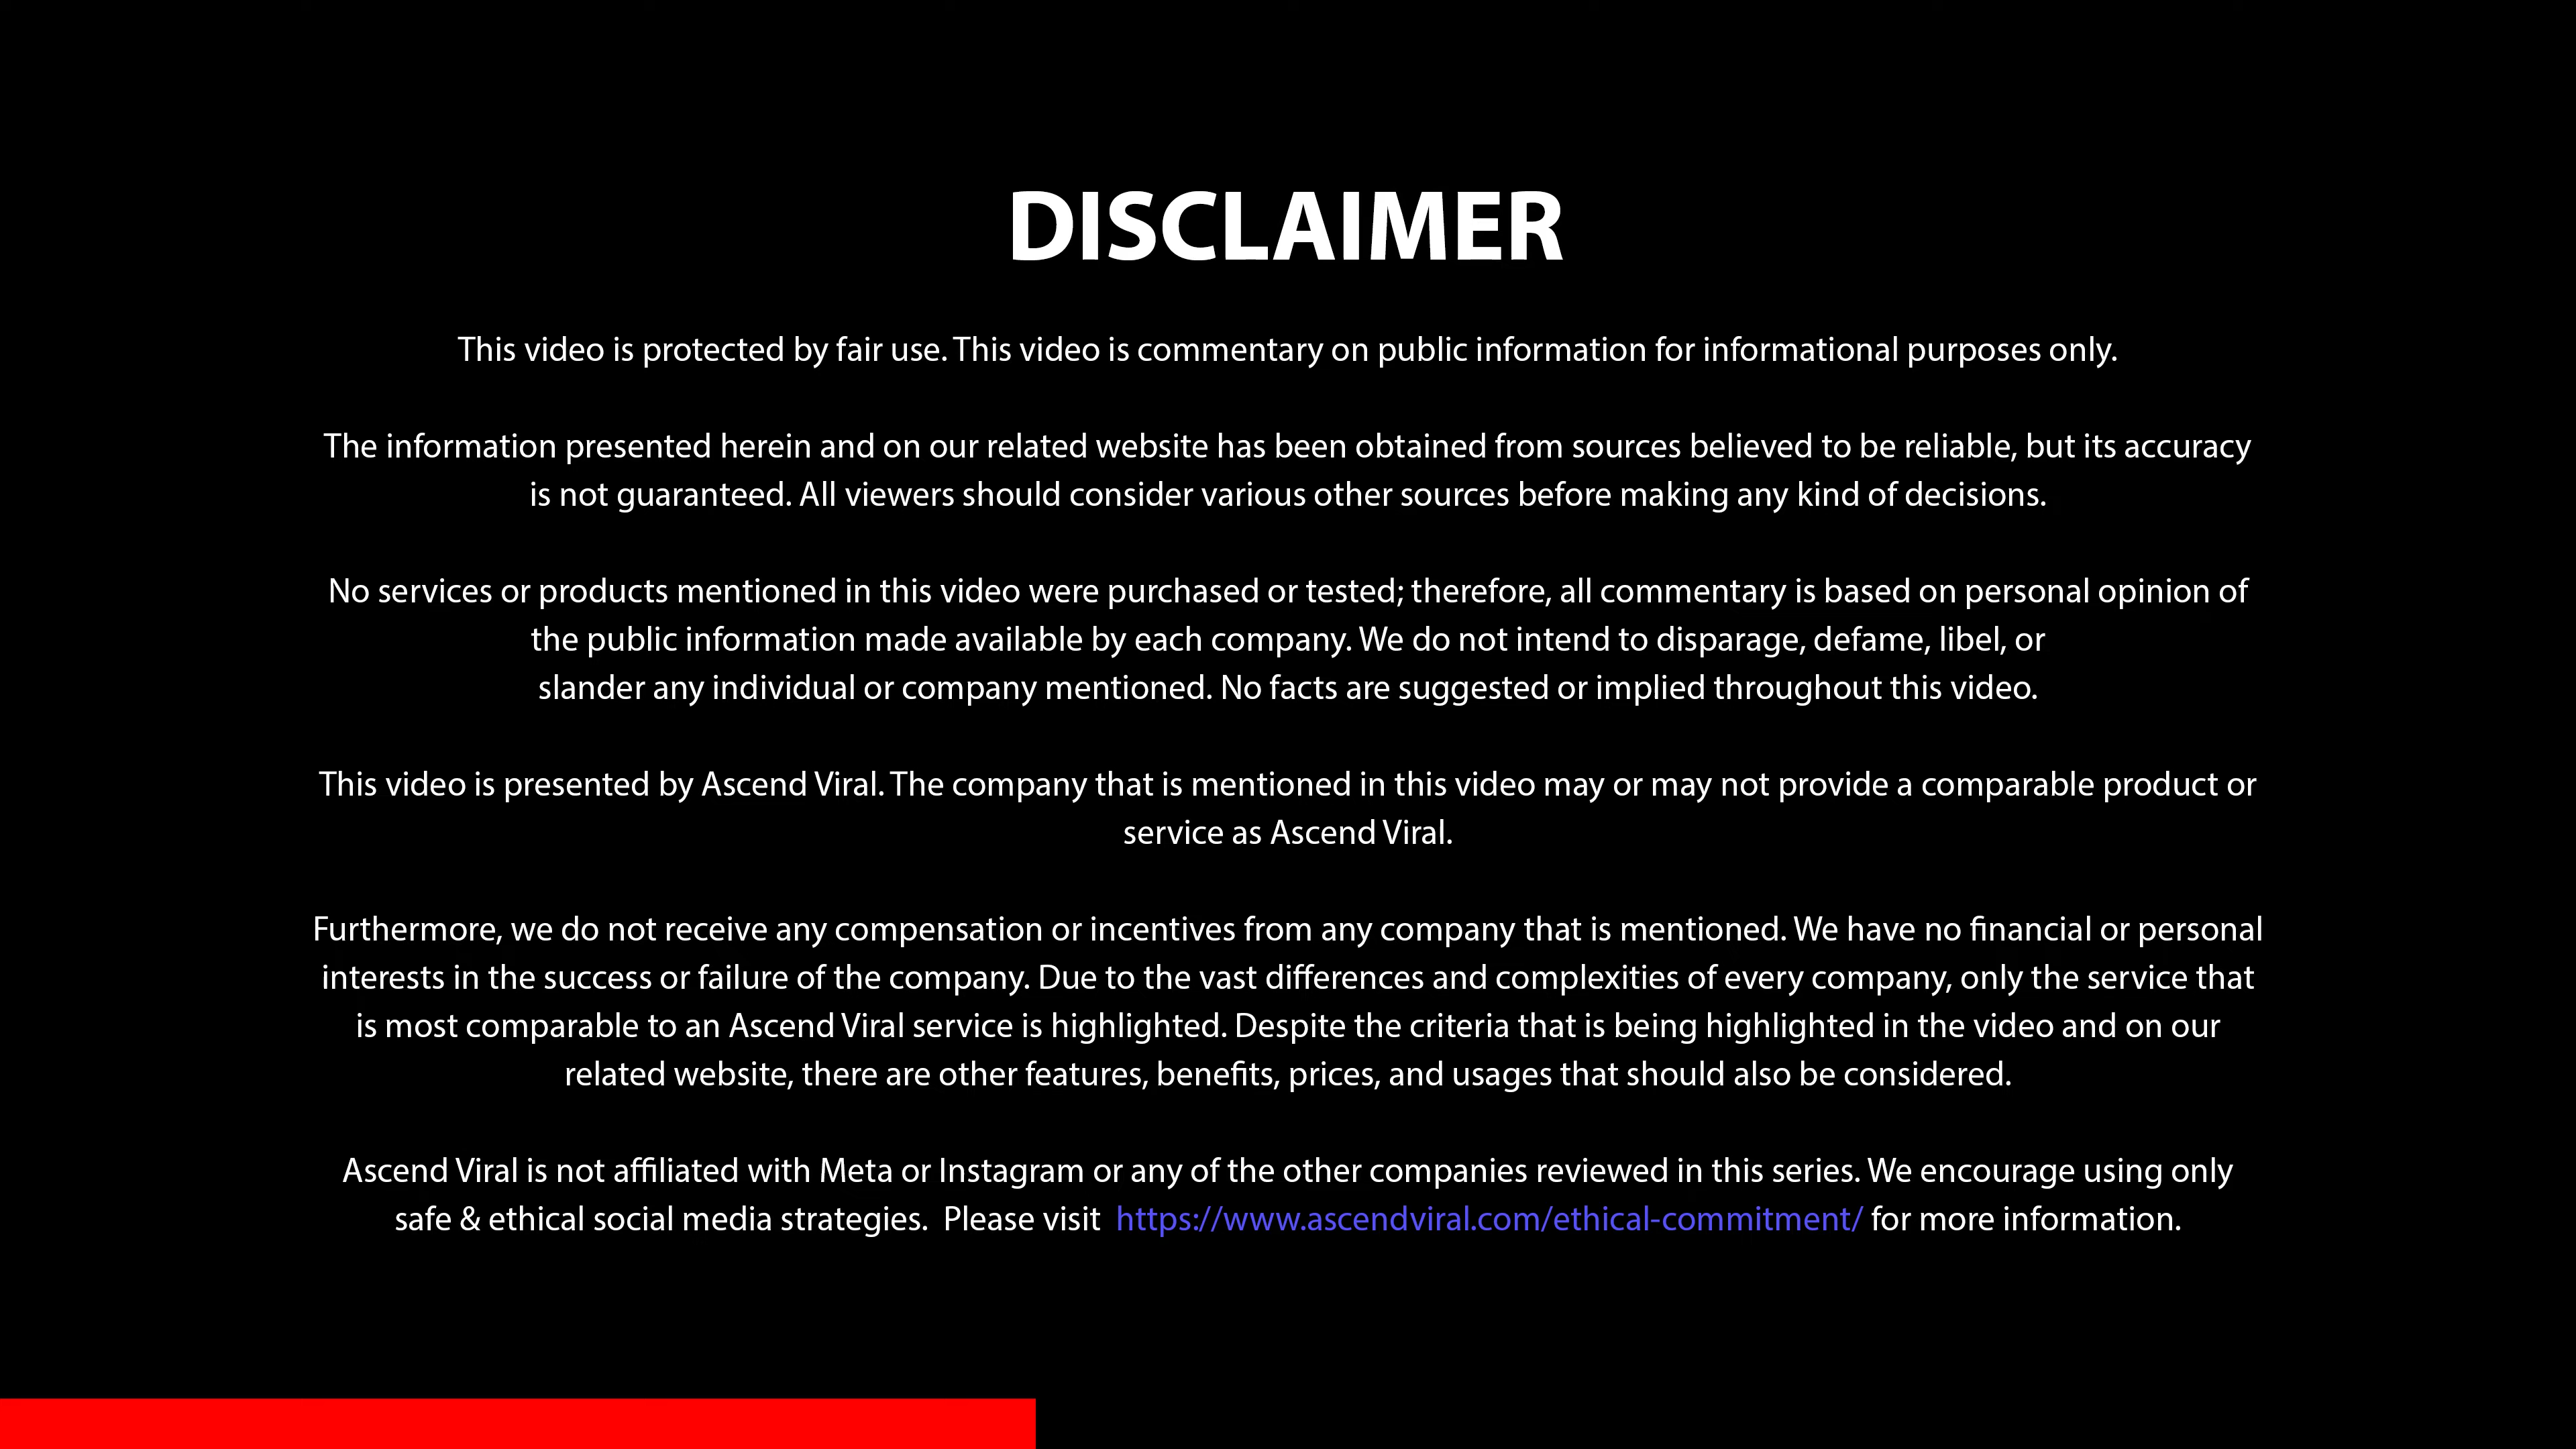 DISCLAIMER
This video is protected by fair use. This video is commentary on public information for informational purposes only.
The information presented herein and on our related website has been obtained from sources believed to be reliable, but its accuracy
is not guaranteed. All viewers should consider various other sources before making any kind of decisions.
No services or products mentioned in this video were purchased or tested; therefore, all commentary is based on personal opinion of
the public information made available by each company. We do not intend to disparage, defame, libel, or
slander any individual or company mentioned. No facts are suggested or implied throughout this video.
This video is presented by Ascend Viral. The company that is mentioned in this video may or may not provide a comparable product or
service as Ascend Viral.
Furthermore, we do not receive any compensation or incentives from any company that is mentioned. We have no financial or personal
interests in the success or failure of the company. Due to the vast differences and complexities of every company, only the service that
is most comparable to an Ascend Viral service is highlighted. Despite the criteria that is being highlighted in the video and on our
related website, there are other features, benefits, prices, and usages that should also be considered.
Ascend Viral is not affiliated with Meta or Instagram or any of the other companies reviewed in this series. We encourage using only
safe & ethical social media strategies.  Please visit  https://www.ascendviral.com/ethical-commitment/ for more information.